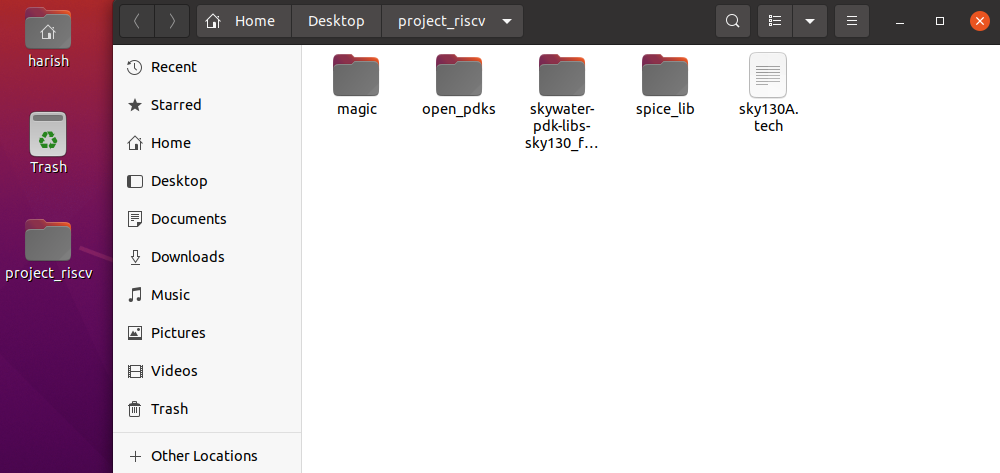 Home
Desktop
project_riscv
harish
Trash
project_riscv
Recent
Starred
Home
Desktop
Documents
Downloads
Music
Pictures
Videos
Trash
Other Locations
magic
open_pdks
skywater-
pdk-libs-
sky130_f...
spice_lib
sky130A.
tech